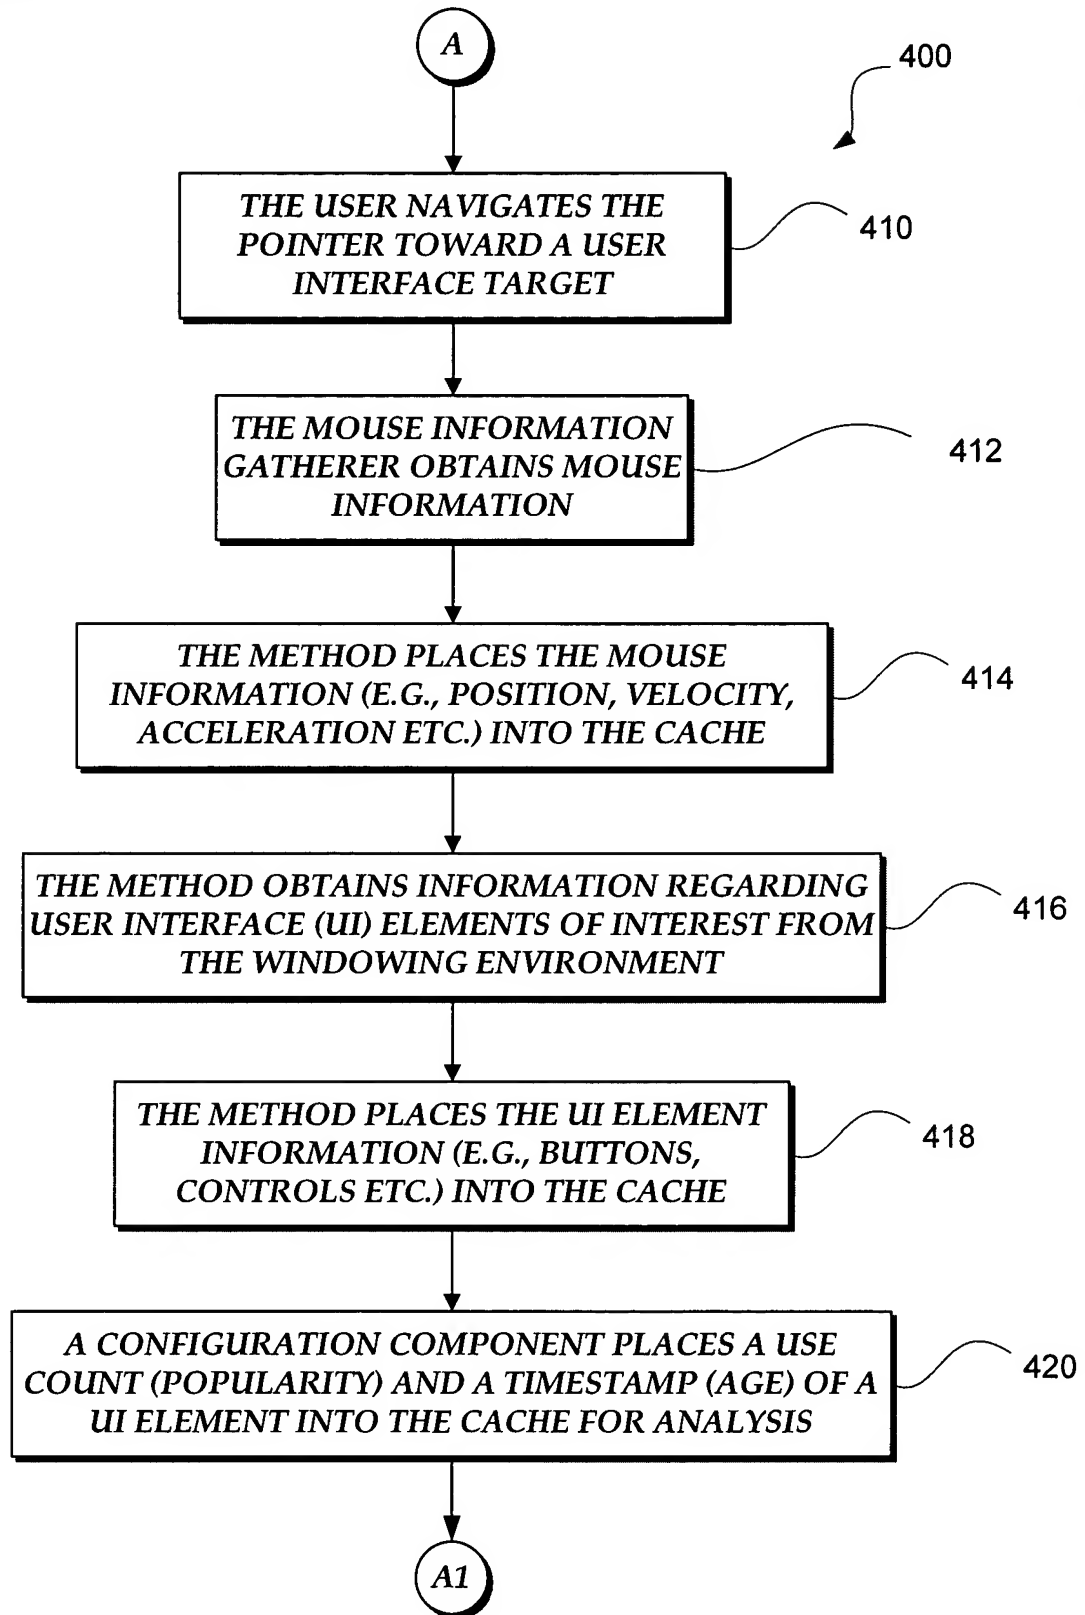 A
400
THE USER NAVIGATES THE
POINTER TOWARD A USER
INTERFACE TARGET
410
THE MOUSE INFORMATION
GATHERER OBTAINS MOUSE
INFORMATION
412
THE METHOD PLACES THE MOUSE
INFORMATION (E.G., POSITION, VELOCITY,
ACCELERATION ETC.) INTO THE CACHE
414
THE METHOD OBTAINS INFORMATION REGARDING
USER INTERFACE (UI) ELEMENTS OF INTEREST FROM
THE WINDOWING ENVIRONMENT
416
THE METHOD PLACES THE UI ELEMENT
INFORMATION (E.G., BUTTONS,
CONTROLS ETC.) INTO THE CACHE
418
A CONFIGURATION COMPONENT PLACES A USE
COUNT (POPULARITY) AND A TIMESTAMP (AGE) OF A
UI ELEMENT INTO THE CACHE FOR ANALYSIS
420
A1